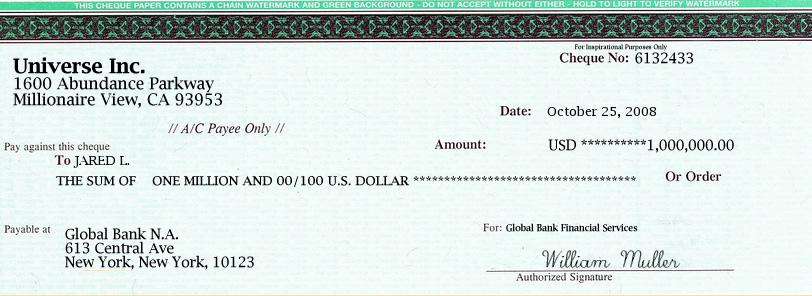 THIS CHEQUE PAPER CONTAINS A CHAIN WATERMARK AND GREEN BACKGROUND - DO NOT ACCEPT WITHOUT EITHER - HOLD TO LIGHT TO VERIFY WATERMARK
For Inspirational Purposes Only
Cheque No: 6132433
Universe Inc.
1600 Abundance Parkway
Millionaire View, CA 93953
Date: October 25, 2008
// A/C Payee Only //
Pay against this cheque
Amount: USD **********1,000,000.00
To JARED L.
THE SUM OF ONE MILLION AND 00/100 U.S. DOLLAR ************************************
Or Order
Payable at
Global Bank N.A.
613 Central Ave
New York, New York, 10123
For: Global Bank Financial Services
William Muller
Authorized Signature